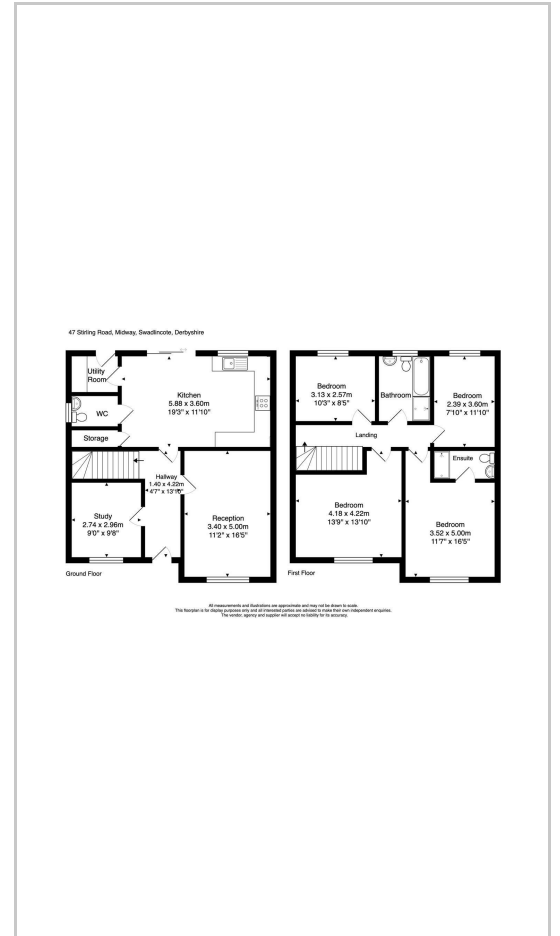 47 Stirling Road, Midway, Swadlincote, Derbyshire
Utility
Room
WC
Storage
Kitchen
5.88 x 3.60m
19'3" x 11'10"
Hallway
1.40 x 4.22m
4'7" x 13'10"
Study
2.74 x 2.96m
9'0" x 9'8"
Reception
3.40 x 5.00m
11'2" x 16'5"
Ground Floor
Bedroom
3.13 x 2.57m
10'3" x 8'5"
Bathroom
Bedroom
2.39 x 3.60m
7'10" x 11'10"
Landing
Ensuite
Bedroom
4.18 x 4.22m
13'9" x 13'10"
Bedroom
3.52 x 5.00m
11'7" x 16'5"
First Floor
All measurements and illustrations are approximate and may not be drawn to scale.
This floorplan is for display purposes only and all interested parties are advised to make their own independent enquiries.
The vendor, agency and supplier will accept no liability for its accuracy.